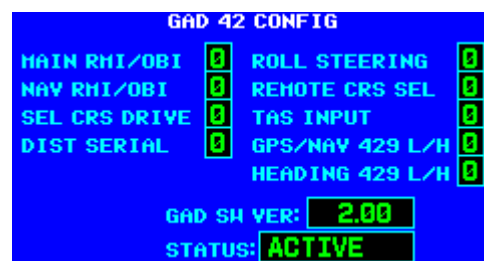 GAD 42 CONFIG
MAIN RMI/OBI 0 ROLL STEERING 0
NAV RMI/OBI 0 REMOTE CRS SEL 0
SEL CRS DRIVE 0 TAS INPUT 0
DIST SERIAL 0 GPS/NAV 429 L/H 0
HEADING 429 L/H 0
GAD SW VER: 2.00
STATUS: ACTIVE